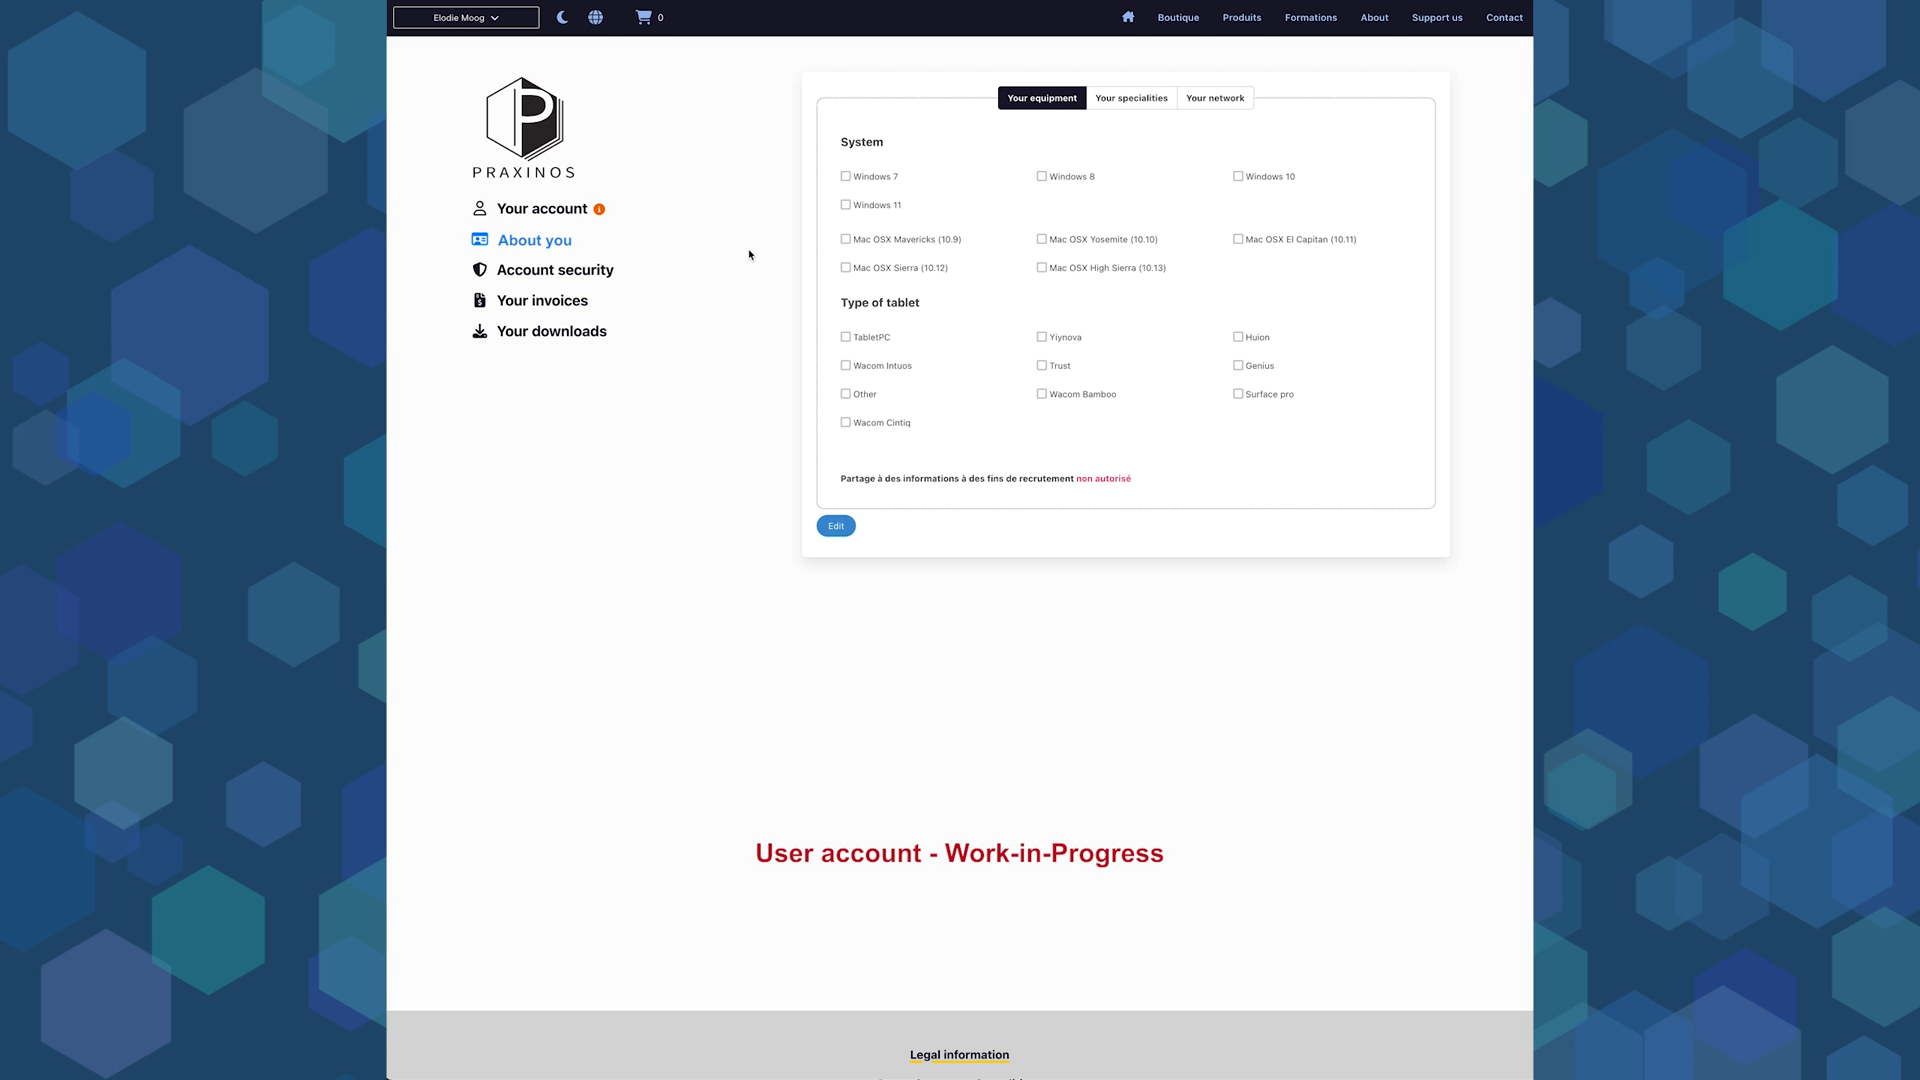 Elodie Moog
0
Boutique
Produits
Formations
About
Support us
Contact
P
PRAXINOS
Your account
About you
Account security
Your invoices
Your downloads
Your equipment
Your specialities
Your network
System
Windows 7
Windows 8
Windows 10
Windows 11
Mac OSX Mavericks (10.9)
Mac OSX Yosemite (10.10)
Mac OSX El Capitan (10.11)
Mac OSX Sierra (10.12)
Mac OSX High Sierra (10.13)
Type of tablet
TabletPC
Yiynova
Huion
Wacom Intuos
Trust
Genius
Other
Wacom Bamboo
Surface pro
Wacom Cintiq
Partage à des informations à des fins de recrutement non autorisé
Edit
User account - Work-in-Progress
Legal information